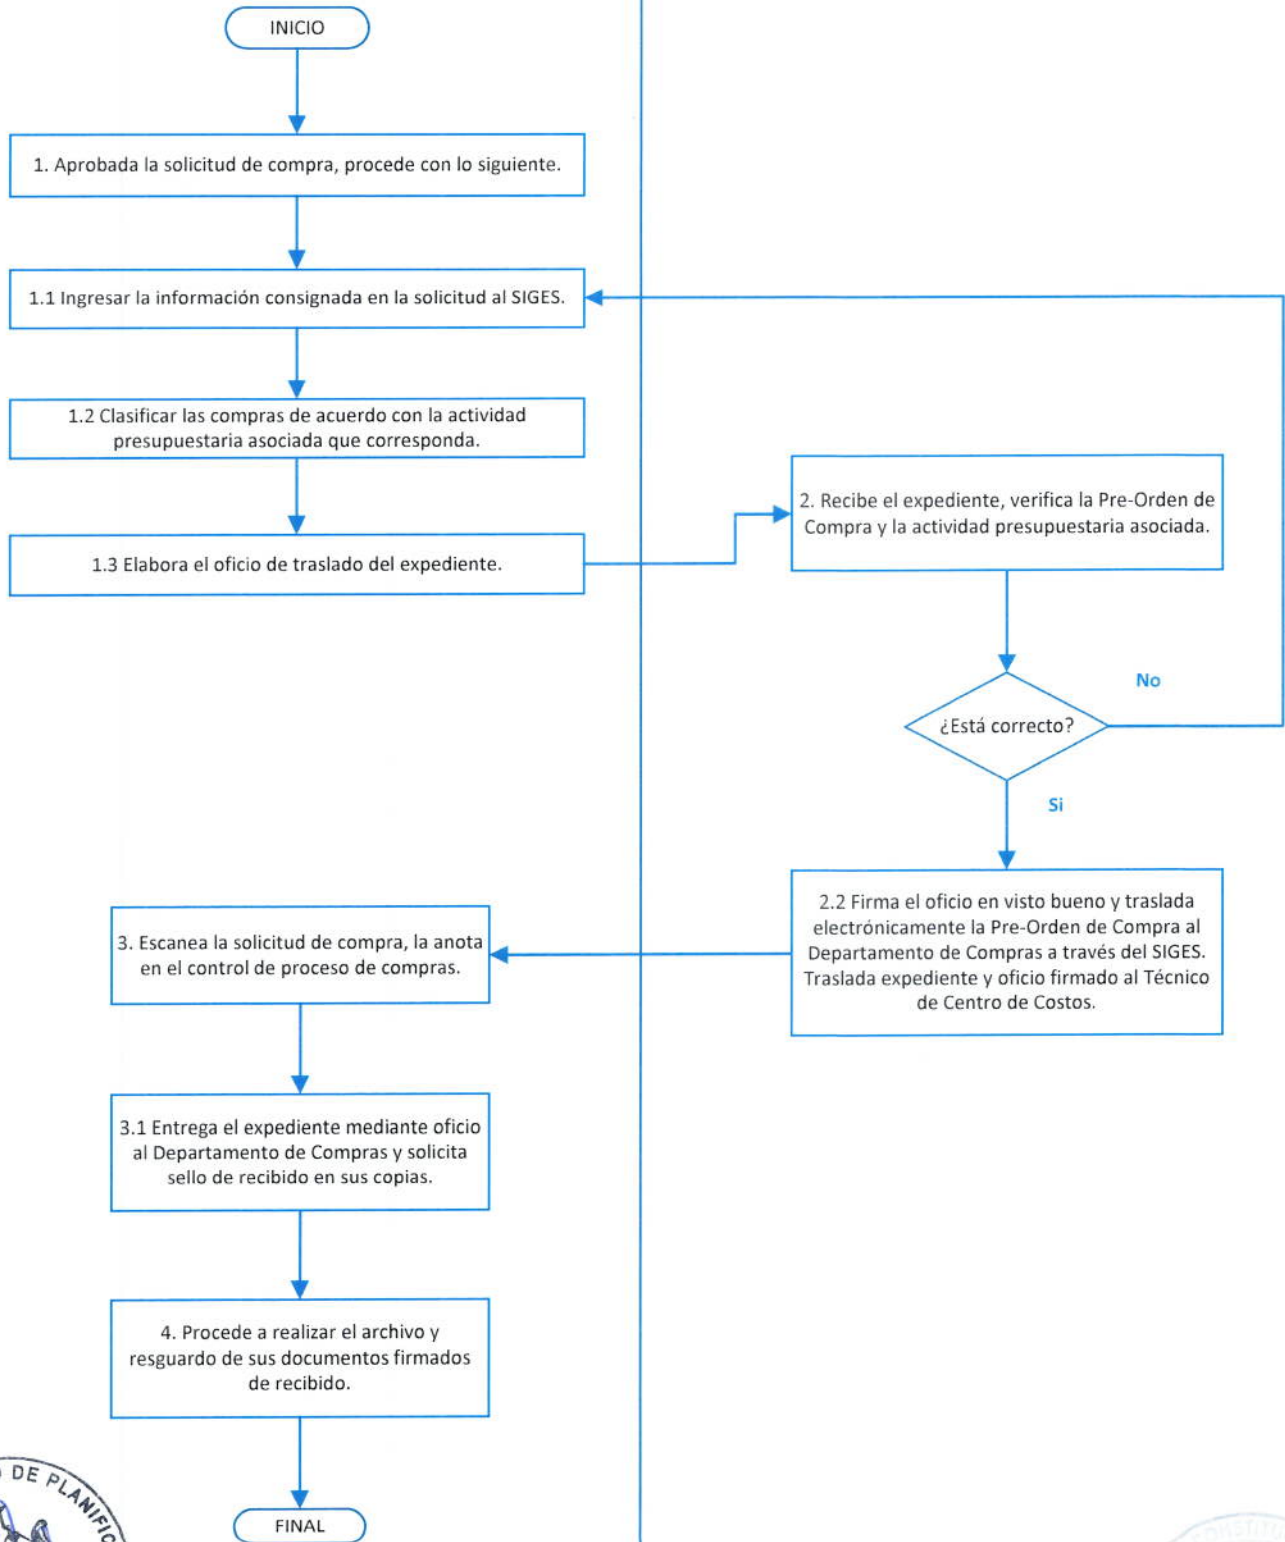 INICIO
1. Aprobada la solicitud de compra, procede con lo siguiente.
1.1 Ingresar la información consignada en la solicitud al SIGES.
1.2 Clasificar las compras de acuerdo con la actividad
presupuestaria asociada que corresponda.
1.3 Elabora el oficio de traslado del expediente.
2. Recibe el expediente, verifica la Pre-Orden de
Compra y la actividad presupuestaria asociada.
¿Está correcto?
No
Si
2.2 Firma el oficio en visto bueno y traslada
electrónicamente la Pre-Orden de Compra al
Departamento de Compras a través del SIGES.
Traslada expediente y oficio firmado al Técnico
de Centro de Costos.
3. Escanea la solicitud de compra, la anota
en el control de proceso de compras.
3.1 Entrega el expediente mediante oficio
al Departamento de Compras y solicita
sello de recibido en sus copias.
4. Procede a realizar el archivo y
resguardo de sus documentos firmados
de recibido.
FINAL
DE PLANIFIC